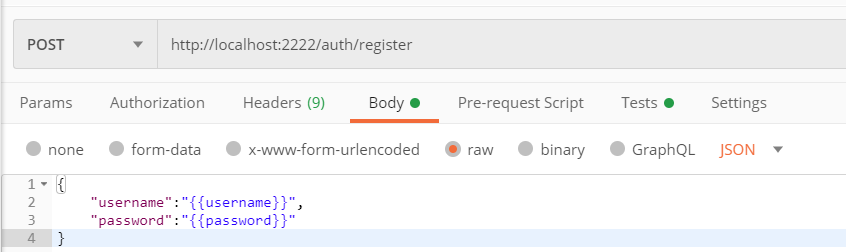 POST http://localhost:2222/auth/register
Params Authorization Headers (9) Body Pre-request Script Tests Settings
none form-data x-www-form-urlencoded raw binary GraphQL JSON
1 {
2 "username":"{{username}}",
3 "password":"{{password}}"
4 }